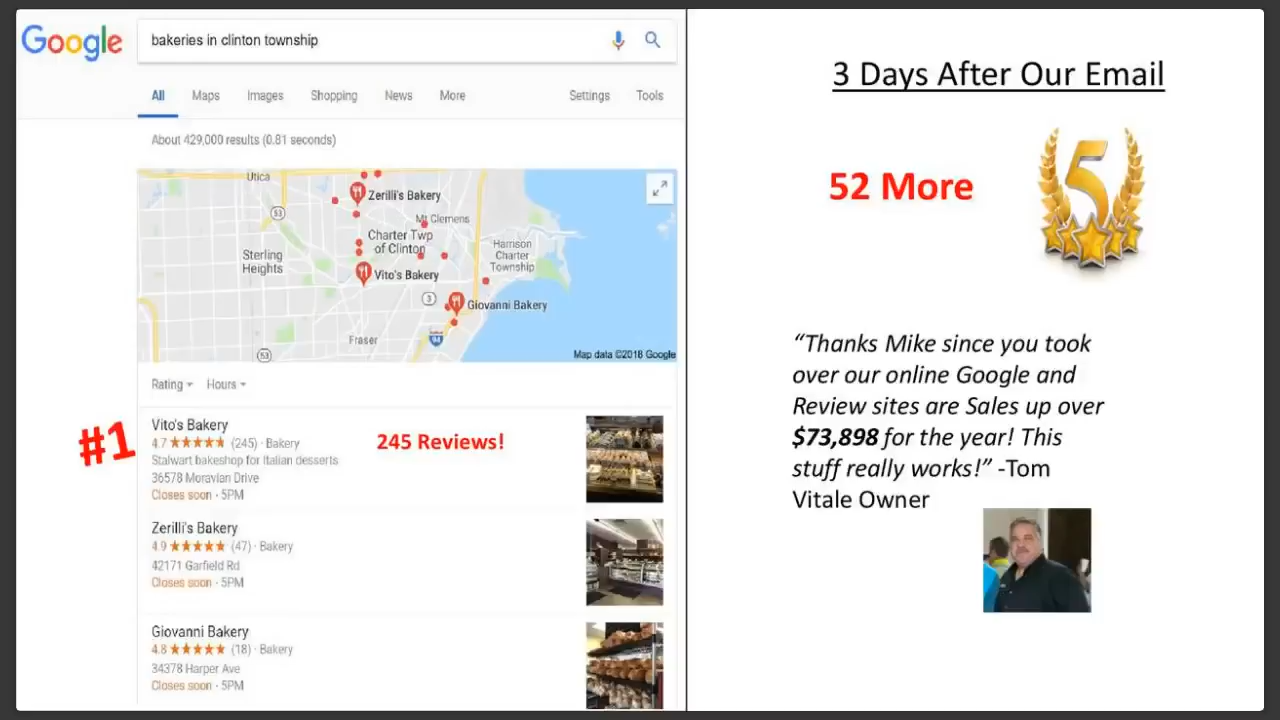 Google
bakeries in clinton township
All Maps Images Shopping News More Settings Tools
About 429,000 results (0.81 seconds)
Utica
Zerilli's Bakery
53
Mt Clemens
Charter Twp
of Clinton
Harrison
Charter
Township
Sterling
Heights
Vito's Bakery
3
Giovanni Bakery
Fraser
94
53
Map data ©2018 Google
Rating Hours
#1
Vito's Bakery
4.7 (245) · Bakery
245 Reviews!
Stalwart bakeshop for Italian desserts
36578 Moravian Drive
Closes soon · 5PM
Zerilli's Bakery
4.9 (47) · Bakery
42171 Garfield Rd
Closes soon · 5PM
Giovanni Bakery
4.8 (18) · Bakery
34378 Harper Ave
Closes soon · 5PM
3 Days After Our Email
52 More
5
“Thanks Mike since you took
over our online Google and
Review sites are Sales up over
$73,898 for the year! This
stuff really works!” -Tom
Vitale Owner